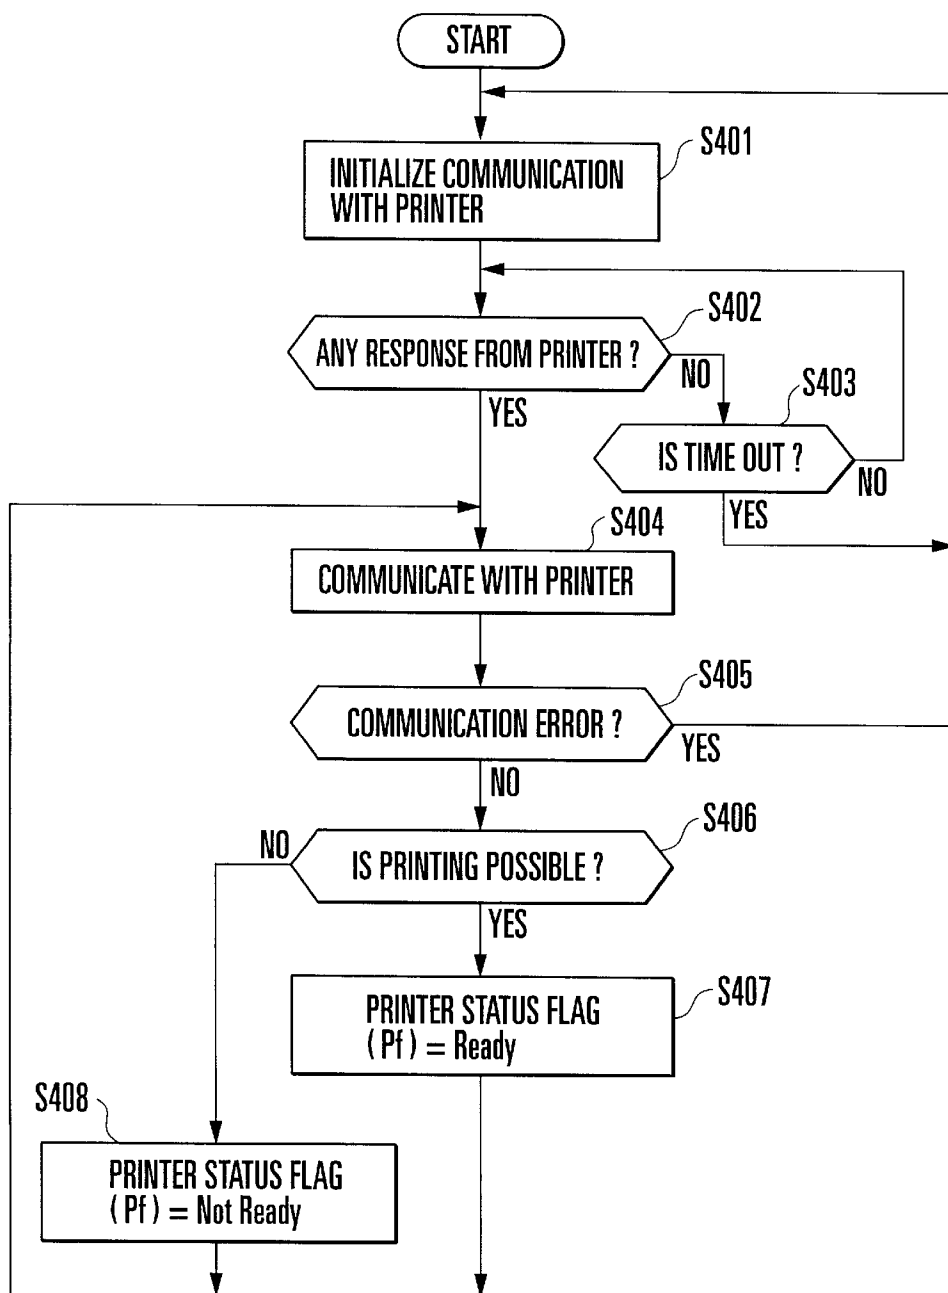 START
S401
INITIALIZE COMMUNICATION
WITH PRINTER
S402
ANY RESPONSE FROM PRINTER ?
NO
YES
S403
IS TIME OUT ?
NO
YES
S404
COMMUNICATE WITH PRINTER
S405
COMMUNICATION ERROR ?
YES
NO
S406
NO
IS PRINTING POSSIBLE ?
YES
S407
PRINTER STATUS FLAG
(Pf) = Ready
S408
PRINTER STATUS FLAG
(Pf) = Not Ready